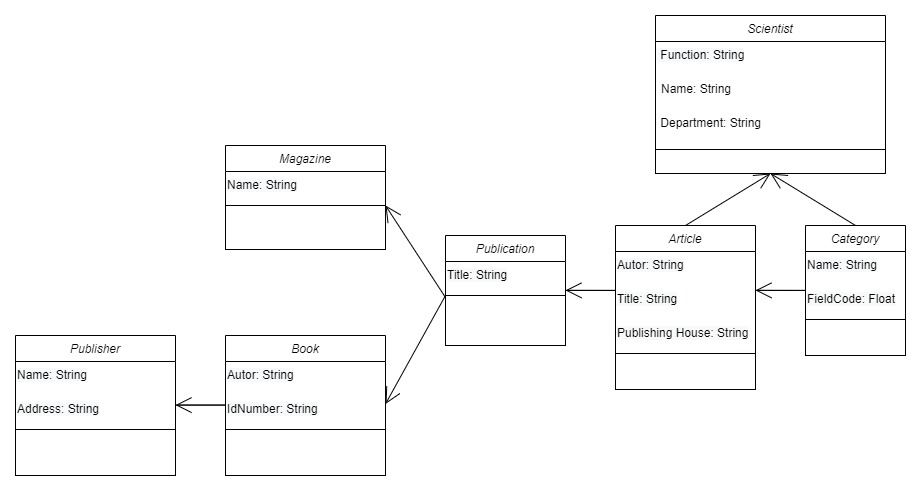 Scientist
Function: String
Name: String
Department: String
Magazine
Name: String
Publication
Title: String
Article
Autor: String
Title: String
Publishing House: String
Category
Name: String
FieldCode: Float
Publisher
Name: String
Address: String
Book
Autor: String
IdNumber: String